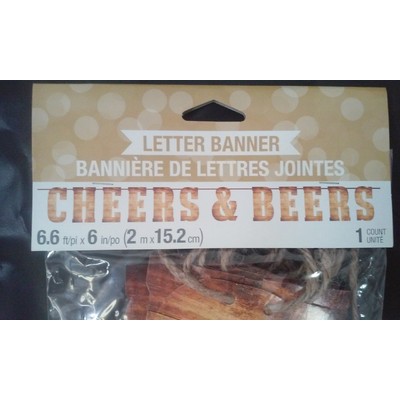 LETTER BANNER
BANNIÈRE DE LETTRES JOINTES
CHEERS & BEERS
6.6 ft/pi x 6 in/po (2 m x 15.2 cm)
1 COUNT
UNITÉ